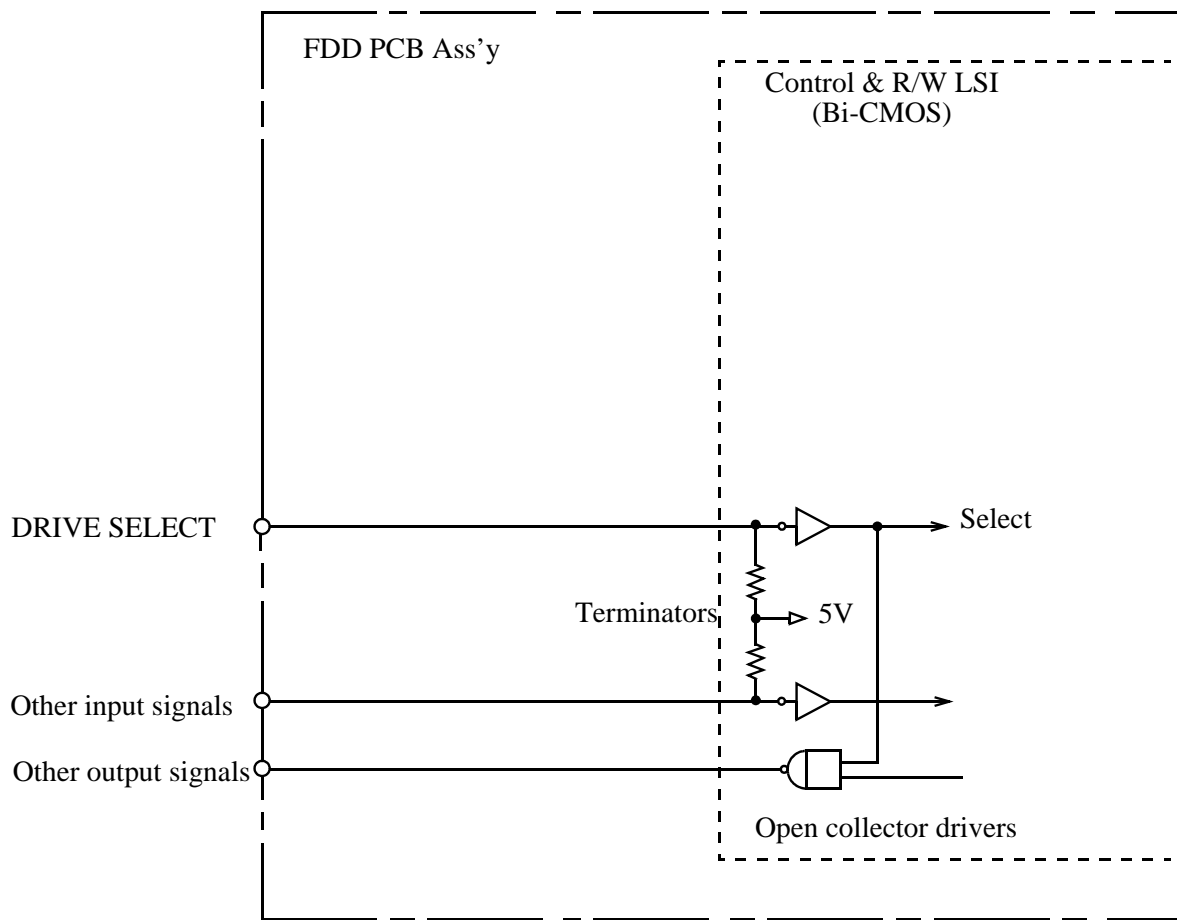 FDD PCB Ass’y
Control & R/W LSI
(Bi-CMOS)
DRIVE SELECT
Select
Terminators
5V
Other input signals
Other output signals
Open collector drivers